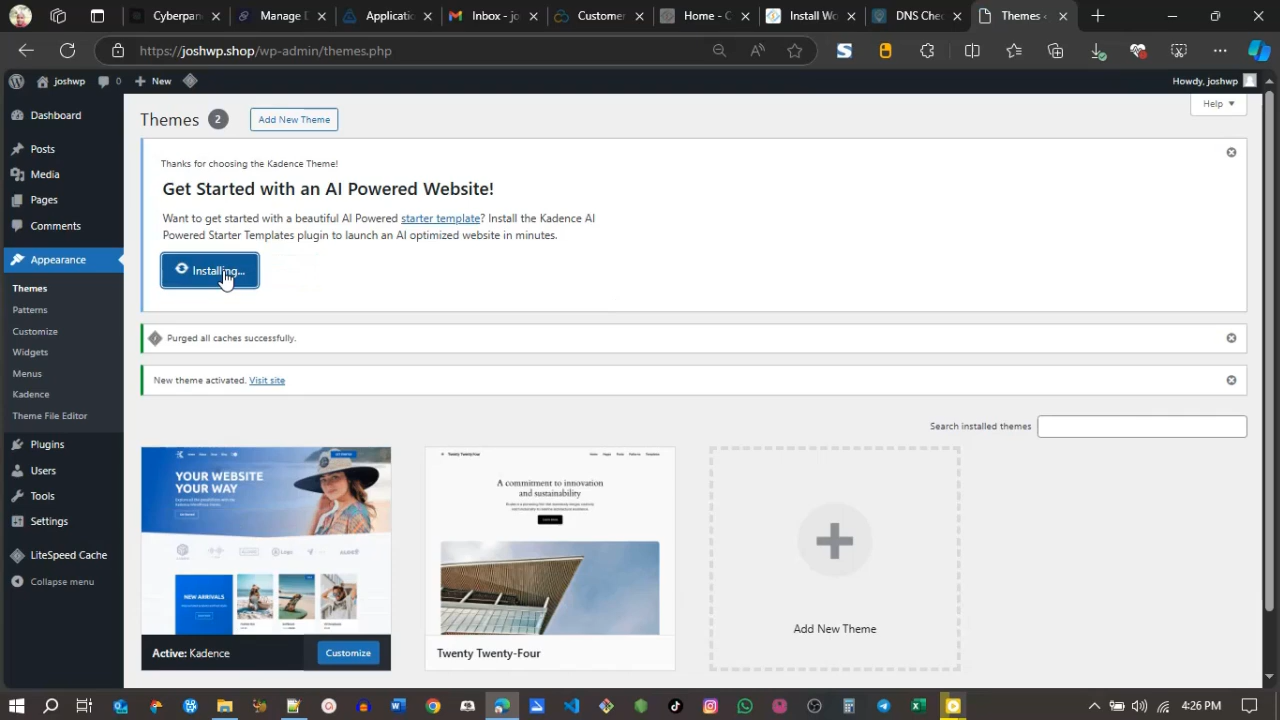 Cyberpan
Manage D
Applicatio
Inbox - jo
Customer
Home - C
Install Wo
DNS Chec
Themes
https://joshwp.shop/wp-admin/themes.php
joshwp
0
New
Howdy, joshwp
Dashboard
Posts
Media
Pages
Comments
Appearance
Themes
Patterns
Customize
Widgets
Menus
Kadence
Theme File Editor
Plugins
Users
Tools
Settings
LiteSpeed Cache
Collapse menu
Themes 2
Add New Theme
Help
Thanks for choosing the Kadence Theme!
Get Started with an AI Powered Website!
Want to get started with a beautiful AI Powered starter template? Install the Kadence AI
Powered Starter Templates plugin to launch an AI optimized website in minutes.
Installing...
Purged all caches successfully.
New theme activated. Visit site
Search installed themes
YOUR WEBSITE
YOUR WAY
NEW ARRIVALS
Active: Kadence
Customize
A commitment to innovation
and sustainability
Twenty Twenty-Four
Add New Theme
4:26 PM